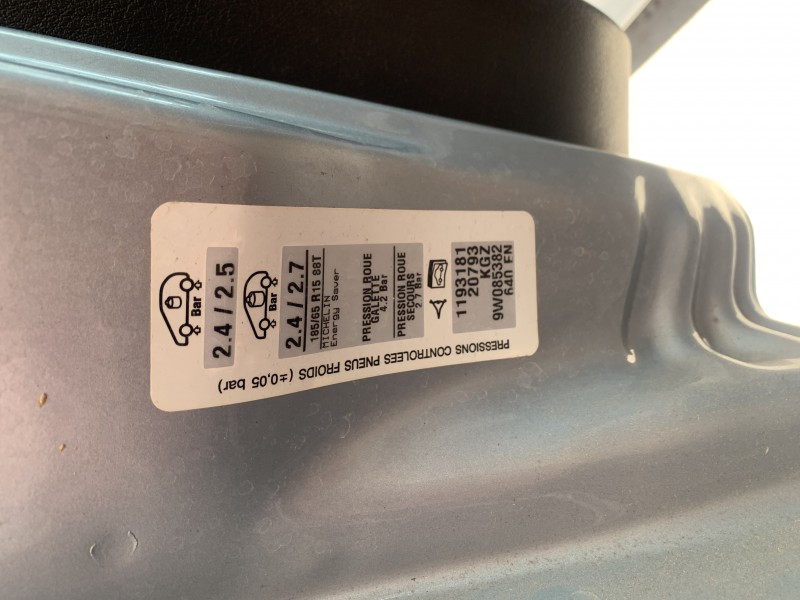 Bar
2.4 / 2.5
Bar
2.4 / 2.7
185/65 R15 88T
MICHELIN
Energy Saver
PRESSION ROUE
GALETTE
4.2 Bar
PRESSION ROUE
SECOURS
2.7 Bar
1193181
20793
KGZ
9W085382
640 EN
PRESSIONS CONTROLEES PNEUS FROIDS (±0,05 bar)